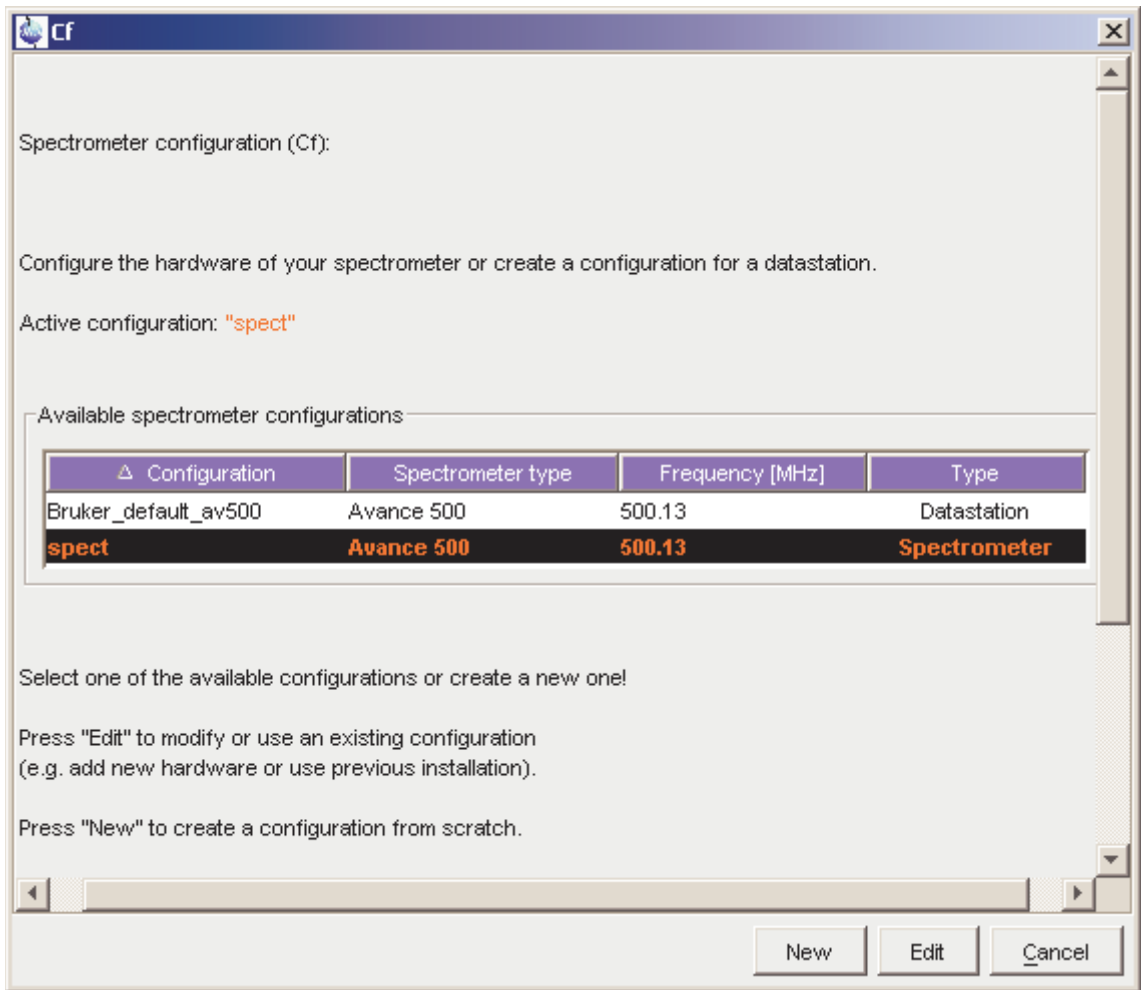 Cf
Spectrometer configuration (Cf):
Configure the hardware of your spectrometer or create a configuration for a datastation.
Active configuration: "spect"
Available spectrometer configurations
Configuration Spectrometer type Frequency [MHz] Type
Bruker_default_av500 Avance 500 500.13 Datastation
spect Avance 500 500.13 Spectrometer
Select one of the available configurations or create a new one!
Press "Edit" to modify or use an existing configuration
(e.g. add new hardware or use previous installation).
Press "New" to create a configuration from scratch.
New Edit Cancel